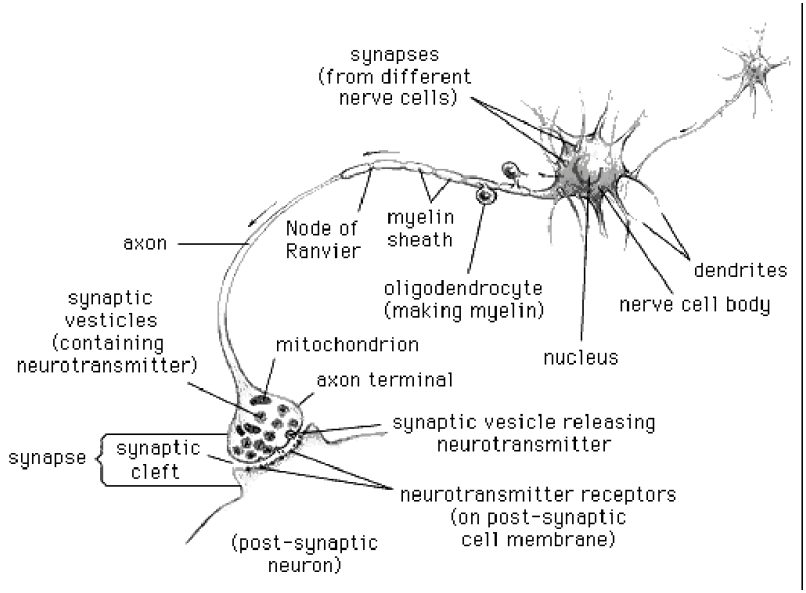 synapses
(from different
nerve cells)
Node of
Ranvier
myelin
sheath
axon
oligodendrocyte
(making myelin)
dendrites
nerve cell body
nucleus
synaptic
vesicles
(containing
neurotransmitter)
mitochondrion
axon terminal
synaptic vesicle releasing
neurotransmitter
synapse
synaptic
cleft
neurotransmitter receptors
(on post-synaptic
cell membrane)
(post-synaptic
neuron)